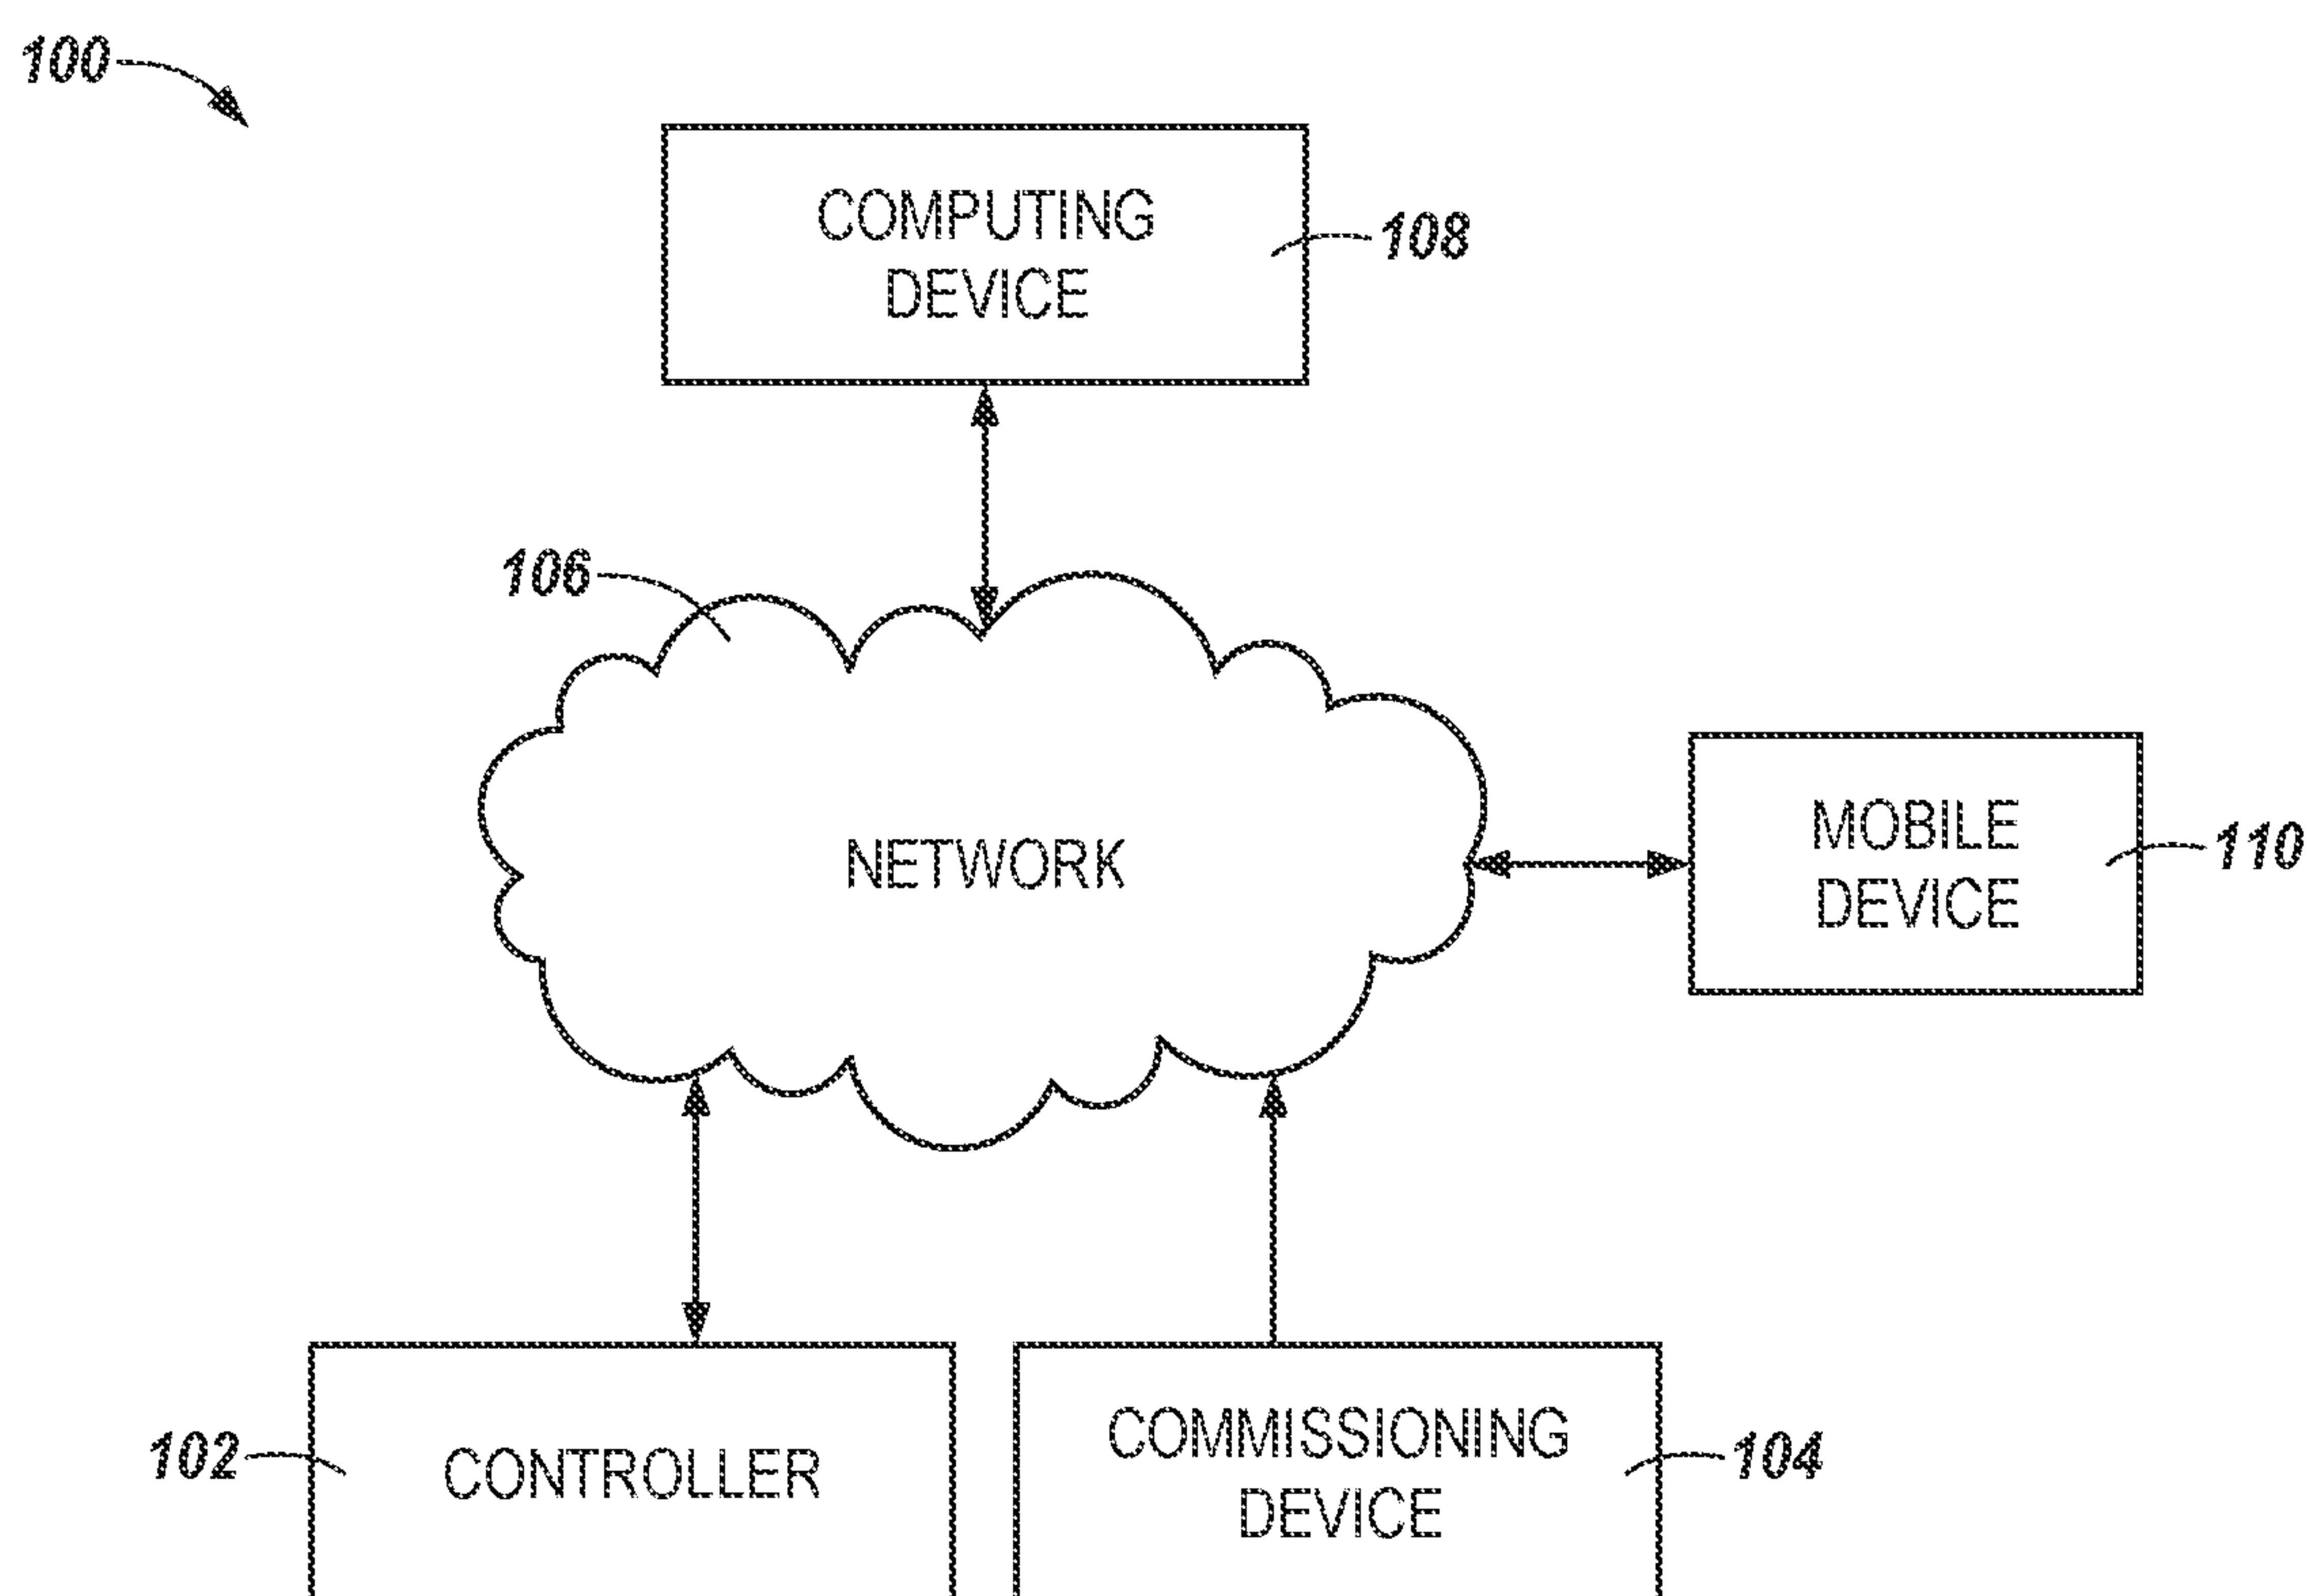 100
COMPUTING
DEVICE
108
106
NETWORK
MOBILE
DEVICE
110
102
CONTROLLER
COMMISSIONING
DEVICE
104